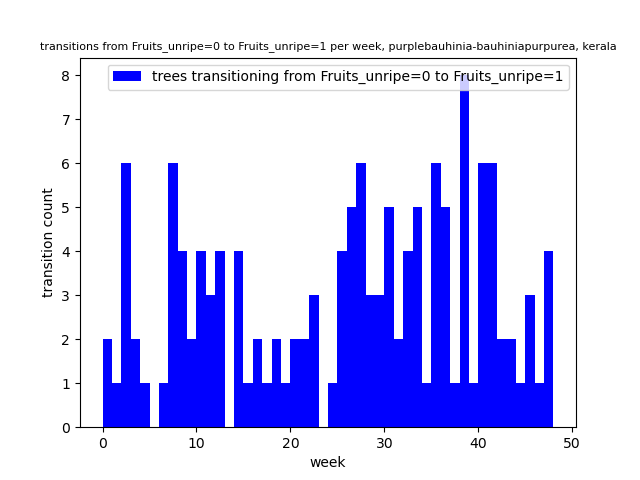 transitions from Fruits_unripe=0 to Fruits_unripe=1 per week, purplebauhinia-bauhiniapurpurea, kerala
trees transitioning from Fruits_unripe=0 to Fruits_unripe=1
transition count
8
7
6
5
4
3
2
1
0
0 10 20 30 40 50
week